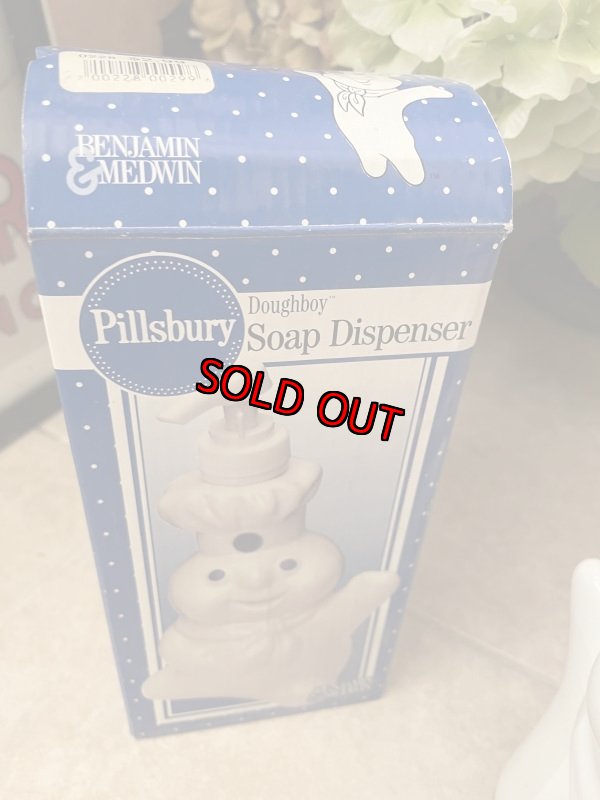 BENJAMIN
& MEDWIN
Pillsbury
Doughboy™
Soap Dispenser
SOLD OUT